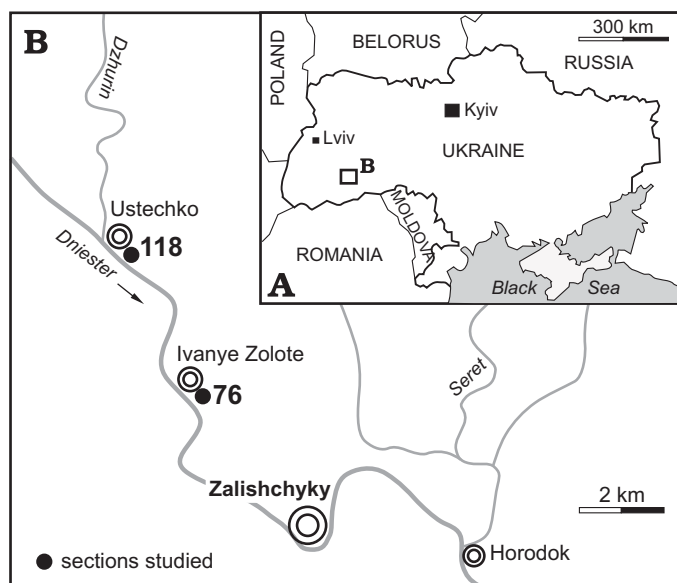 B
Dzhurin
Ustechko
118
Dniester
Ivanye Zolote
76
Zalishchyky
Seret
Horodok
2 km
sections studied
A
300 km
POLAND
BELORUS
RUSSIA
Kyiv
Lviv
UKRAINE
B
MOLDOVA
ROMANIA
Black Sea